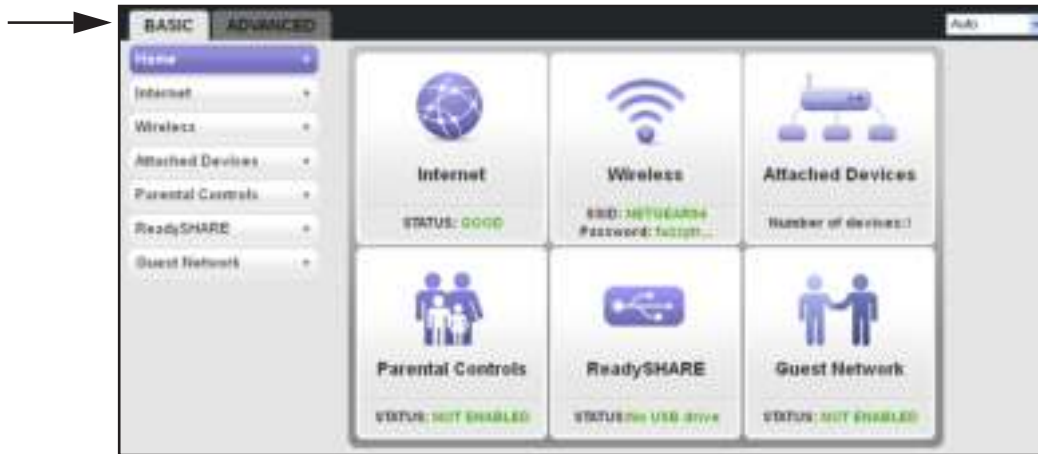 BASIC ADVANCED Auto
Home
Internet
Wireless
Attached Devices
Parental Controls
ReadySHARE
Guest Network
Internet
STATUS: GOOD
Wireless
SSID: NETGEAR94
Password:
Attached Devices
Number of devices:1
Parental Controls
STATUS: NOT ENABLED
ReadySHARE
STATUS:No USB drive
Guest Network
STATUS: NOT ENABLED